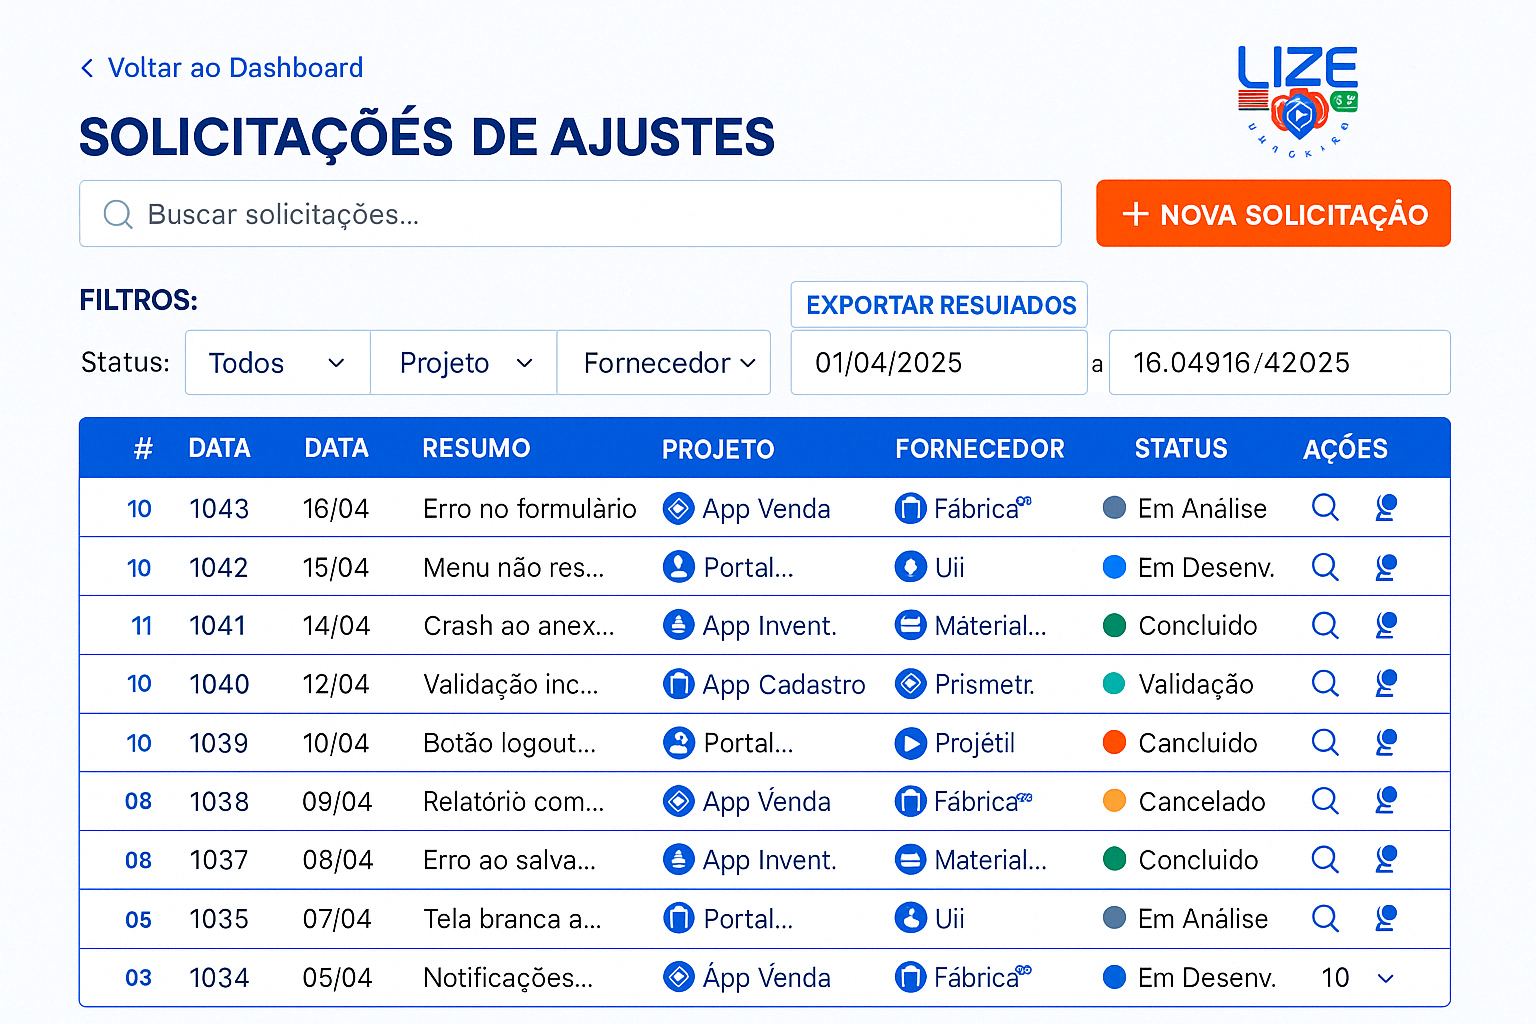 Voltar ao Dashboard
LIZE
SOLICITAÇÕÉS DE AJUSTES
Buscar solicitações...
+ NOVA SOLICITAÇÁO
FILTROS:
EXPORTAR RESUIADOS
Status: Todos Projeto Fornecedor 01/04/2025 a 16.04916/42025
# DATA DATA RESUMO PROJETO FORNECEDOR STATUS AÇÓES
10 1043 16/04 Erro no formulàrio App Venda Fábrica Em Análise
10 1042 15/04 Menu não res... Portal... Uii Em Desenv.
11 1041 14/04 Crash ao anex... App Invent. Máterial... Concluido
10 1040 12/04 Validação inc... App Cadastro Prismetr. Validação
10 1039 10/04 Botão logout... Portal... Projétil Cancluido
08 1038 09/04 Relatório com... App V́enda Fábrica Cancelado
08 1037 08/04 Erro ao salva... App Invent. Material... Concluido
05 1035 07/04 Tela branca a... Portal... Uii Em Análise
03 1034 05/04 Notificações... Ápp V́enda Fábrica Em Desenv. 10